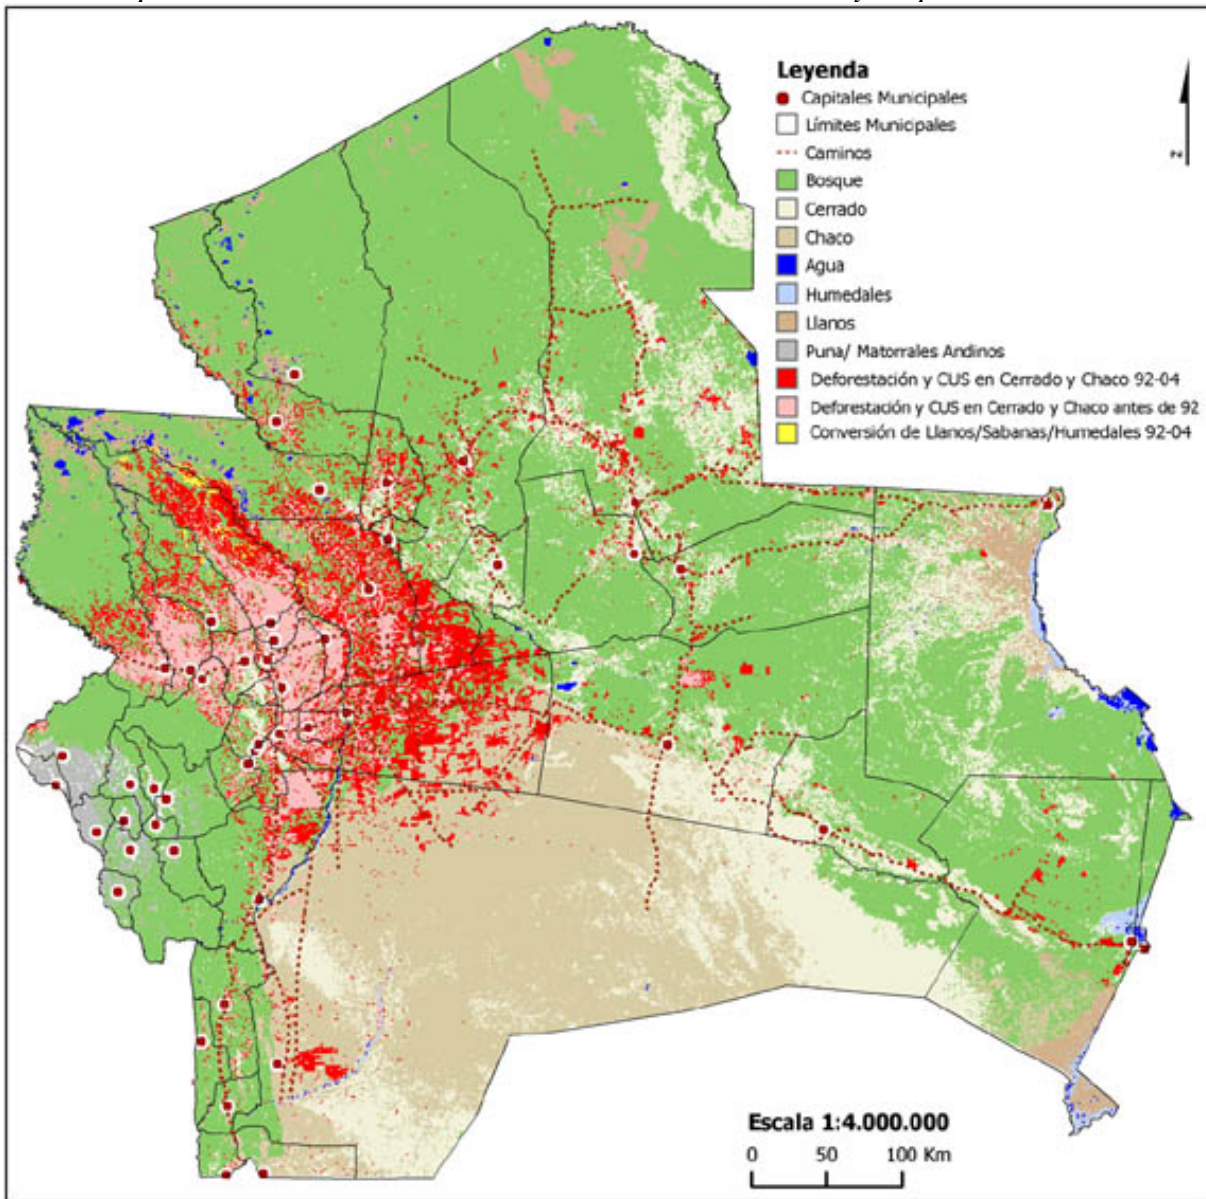 Leyenda
Capitales Municipales
Límites Municipales
Caminos
Bosque
Cerrado
Chaco
Agua
Humedales
Llanos
Puna/ Matorrales Andinos
Deforestación y CUS en Cerrado y Chaco 92-04
Deforestación y CUS en Cerrado y Chaco antes de 92
Conversión de Llanos/Sabanas/Humedales 92-04
N
Escala 1:4.000.000
0 50 100 Km